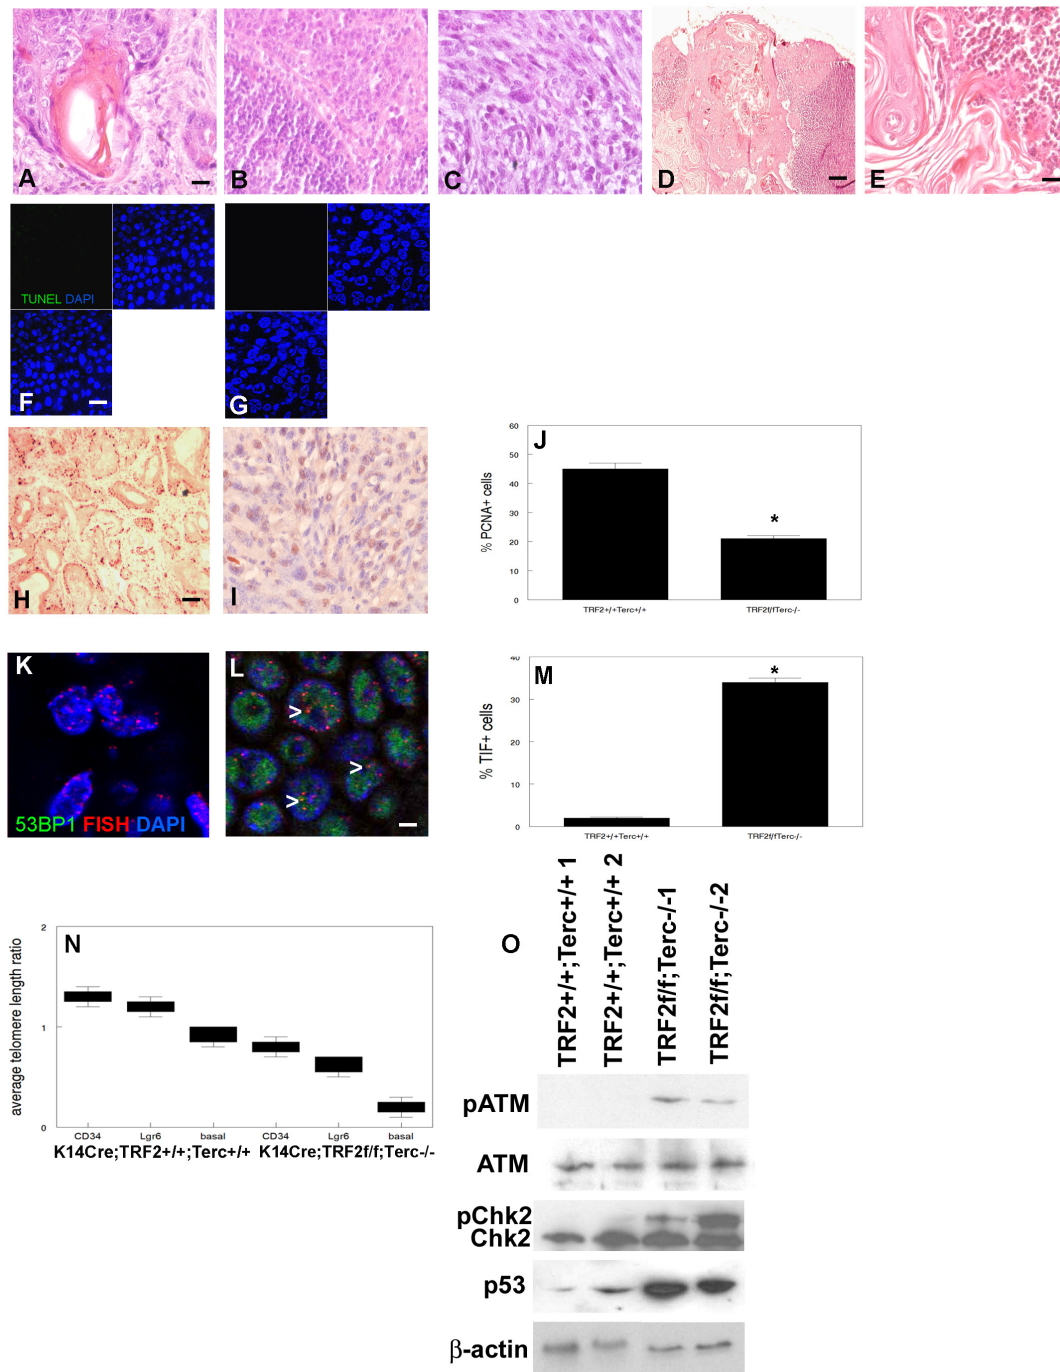 A
B
C
D
E
TUNEL DAPI
F
G
H
I
J
% PCNA+ cells
60
50
40
30
20
10
0
*
TRF2+/+Terc+/+
TRF2f/fTerc-/-
K
53BP1 FISH DAPI
L
>
>
>
M
% TIF+ cells
40
30
20
10
0
*
TRF2+/+Terc+/+
TRF2f/fTerc-/-
N
average telomere length ratio
2
1
0
CD34
Lgr6
basal
CD34
Lgr6
basal
K14Cre;TRF2+/+;Terc+/+
K14Cre;TRF2f/f;Terc-/-
O
TRF2+/+;Terc+/+ 1
TRF2+/+;Terc+/+ 2
TRF2f/f;Terc-/-1
TRF2f/f;Terc-/-2
pATM
ATM
pChk2
Chk2
p53
β-actin